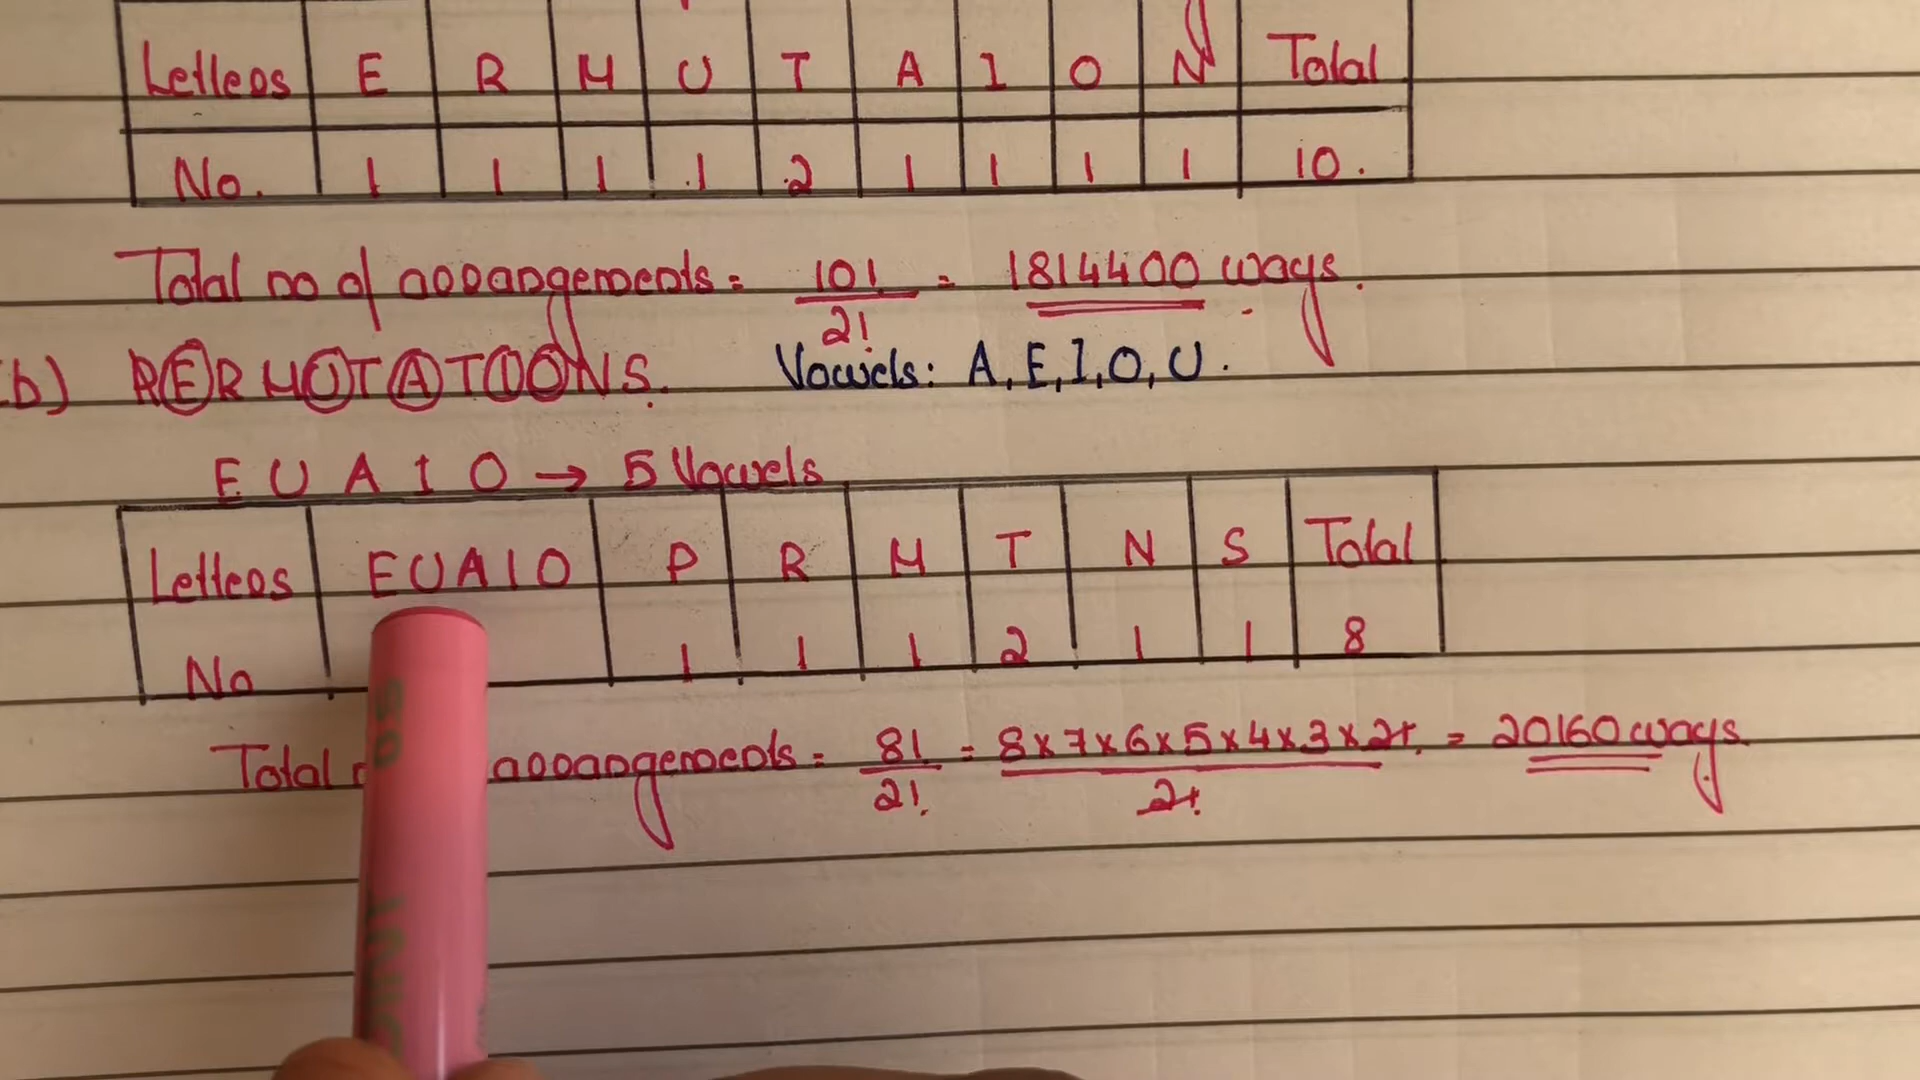 Letters E R M U T A I O N Total
No. 1 1 1 1 2 1 1 1 1 10.
Total no of arrangements = 10! / 2! = 1814400 ways.
b) PERMUTATIONS. Vowels: A, E, I, O, U.
E U A I O → 5 Vowels
Letters EUAIO P R M T N S Total
No 1 1 1 2 1 1 8
Total arrangements = 8! / 2! = 8x7x6x5x4x3x2! / 2! = 20160 ways